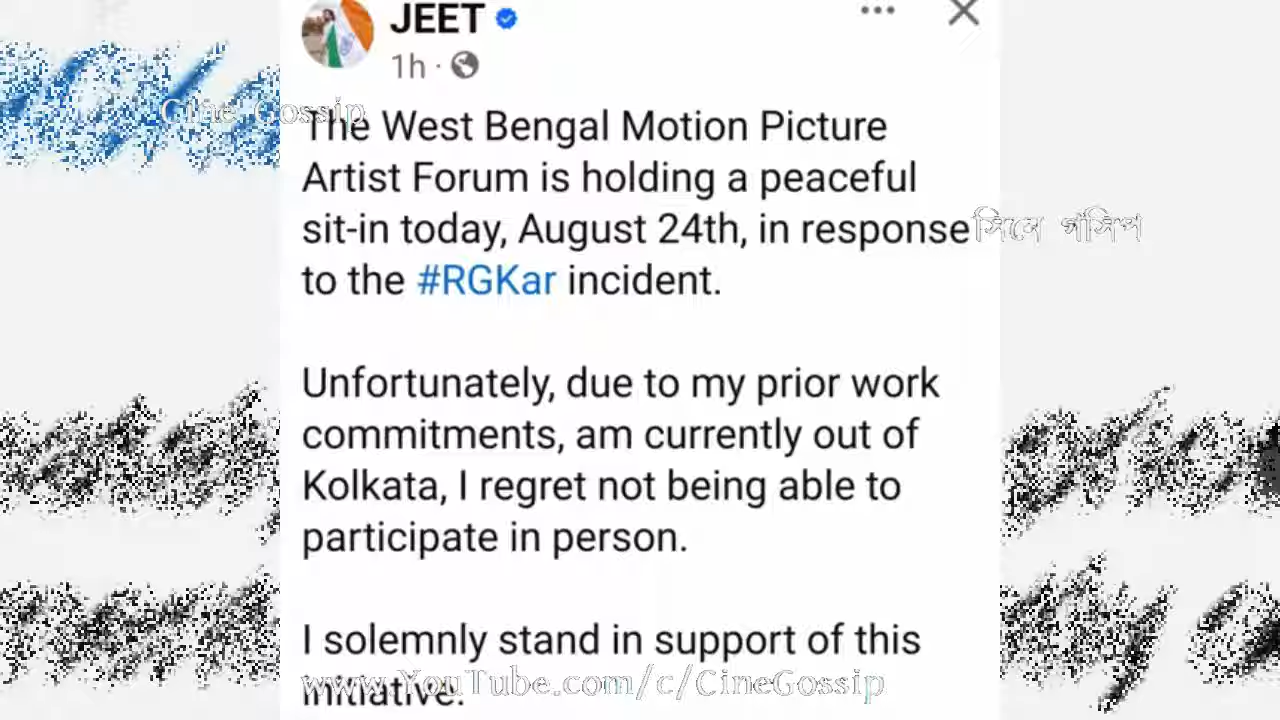 JEET
1h ·
Cine Gossip
The West Bengal Motion Picture
Artist Forum is holding a peaceful
sit-in today, August 24th, in response
সিনে গসিপ
to the #RGKar incident.
Unfortunately, due to my prior work
commitments, am currently out of
Kolkata, I regret not being able to
participate in person.
I solemnly stand in support of this
www.YouTube.com/c/CineGossip
initiative.